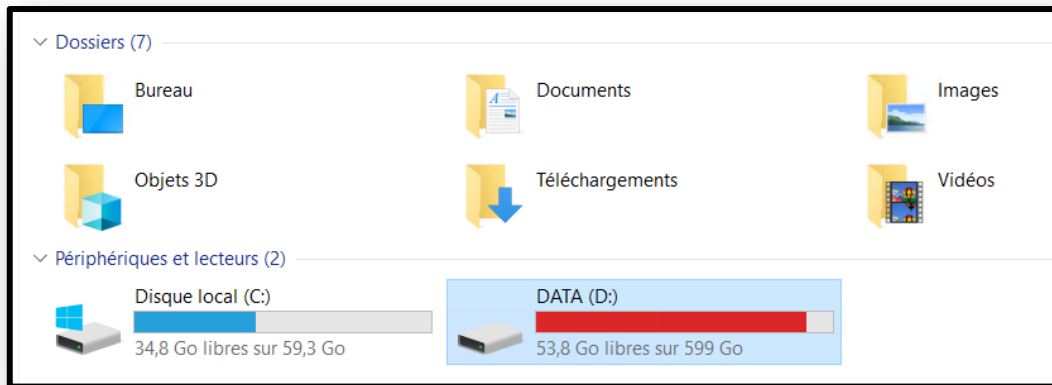 Dossiers (7)
Bureau
Documents
Images
Objets 3D
Téléchargements
Vidéos
Périphériques et lecteurs (2)
Disque local (C:)
34,8 Go libres sur 59,3 Go
DATA (D:)
53,8 Go libres sur 599 Go